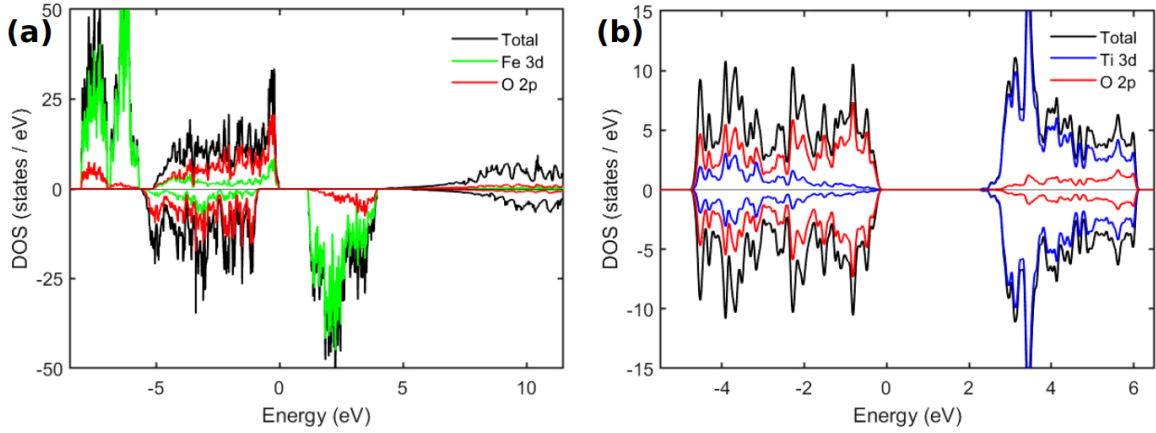 (a)
DOS (states / eV)
50
25
0
-25
-50
Total
Fe 3d
O 2p
-5
0
5
10
Energy (eV)
(b)
DOS (states / eV)
15
10
5
0
-5
-10
-15
Total
Ti 3d
O 2p
-4
-2
0
2
4
6
Energy (eV)